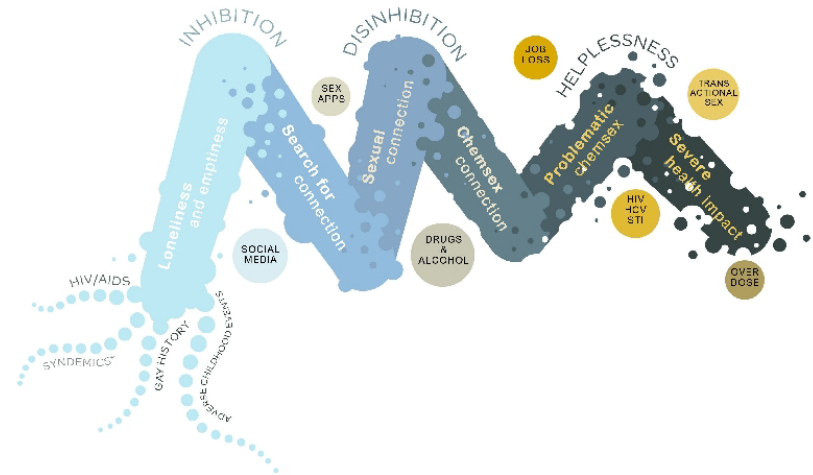 INHIBITION
DISINHIBITION
HELPLESSNESS
JOB
LOSS
TRANS
ACTIONAL
SEX
SEX
APPS
Loneliness
and emptiness
Search for
connection
Sexual
connection
Chemsex
connection
Problematic
chemsex
Severe
health impact
HIV
HCV
STI
SOCIAL
MEDIA
DRUGS
&
ALCOHOL
OVER
DOSE
HIV/AIDS
SYNDEMICS
GAY HISTORY
ADVERSE CHILDHOOD EVENTS